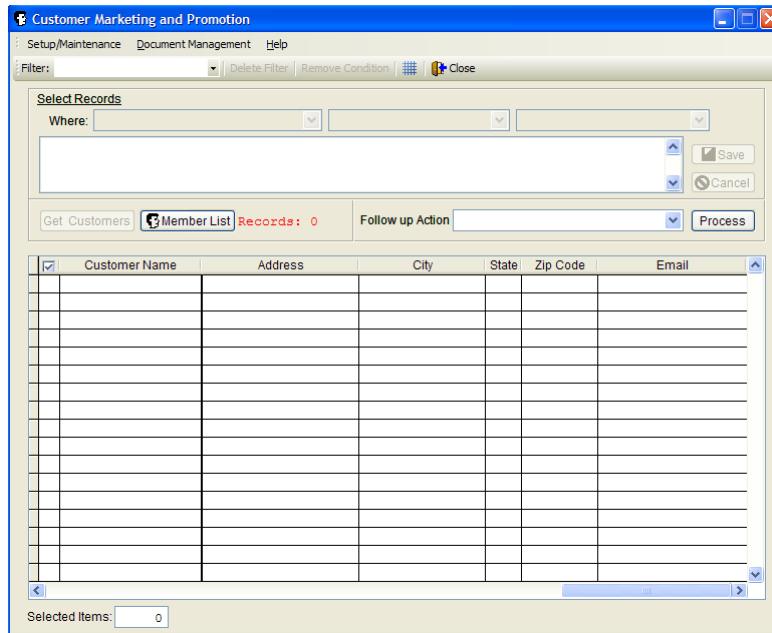 Customer Marketing and Promotion
Setup/Maintenance Document Management Help
Filter: Delete Filter Remove Condition Close
Select Records
Where:
Save
Cancel
Get Customers Member List Records: 0 Follow up Action Process
Customer Name Address City State Zip Code Email
Selected Items: 0